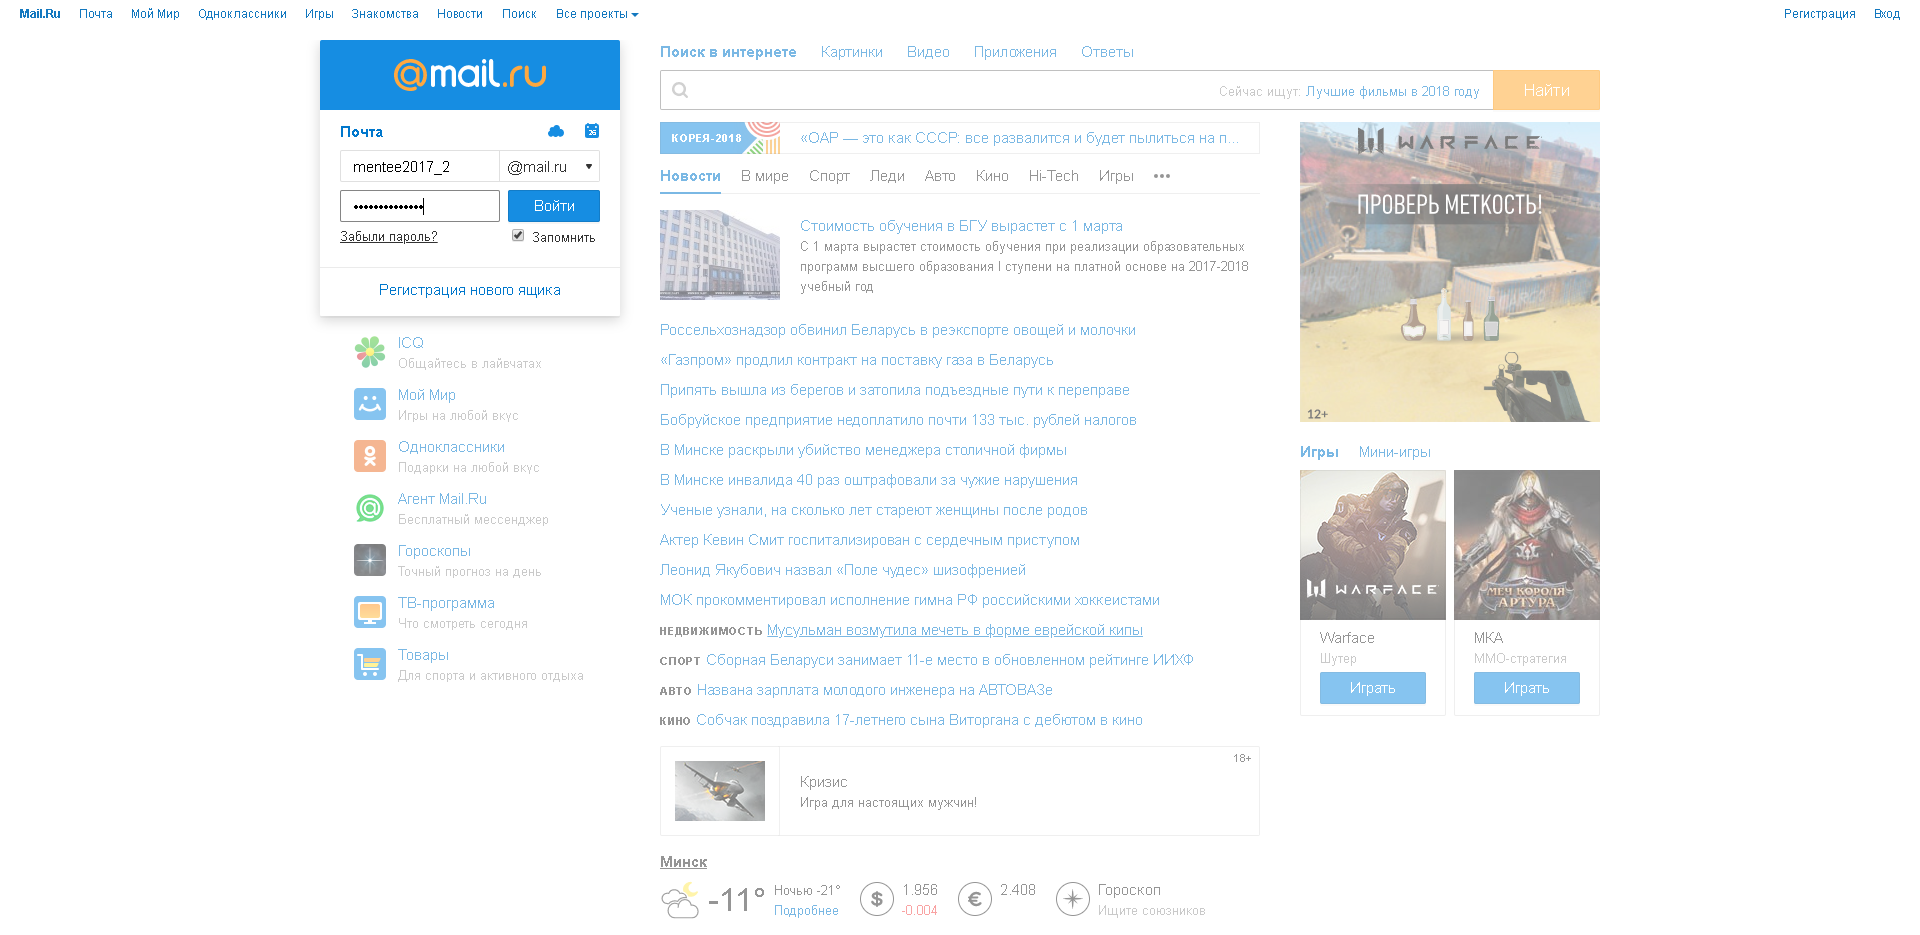 Mail.Ru Почта Мой Мир Одноклассники Игры Знакомства Новости Поиск Все проекты Регистрация Вход
@mail.ru
Почта
26
mentee2017_2 @mail.ru
Войти
Забыли пароль? Запомнить
Регистрация нового ящика
ICQ
Общайтесь в лайвчатах
Мой Мир
Игры на любой вкус
Одноклассники
Подарки на любой вкус
Агент Mail.Ru
Бесплатный мессенджер
Гороскопы
Точный прогноз на день
ТВ-программа
Что смотреть сегодня
Товары
Для спорта и активного отдыха
Поиск в интернете Картинки Видео Приложения Ответы
Сейчас ищут: Лучшие фильмы в 2018 году Найти
КОРЕЯ-2018 «ОАР — это как СССР: все развалится и будет пылиться на п...
Новости В мире Спорт Леди Авто Кино Hi-Tech Игры •••
Стоимость обучения в БГУ вырастет с 1 марта
С 1 марта вырастет стоимость обучения при реализации образовательных
программ высшего образования I ступени на платной основе на 2017-2018
учебный год
Россельхознадзор обвинил Беларусь в реэкспорте овощей и молочки
«Газпром» продлил контракт на поставку газа в Беларусь
Припять вышла из берегов и затопила подъездные пути к переправе
Бобруйское предприятие недоплатило почти 133 тыс. рублей налогов
В Минске раскрыли убийство менеджера столичной фирмы
В Минске инвалида 40 раз оштрафовали за чужие нарушения
Ученые узнали, на сколько лет стареют женщины после родов
Актер Кевин Смит госпитализирован с сердечным приступом
Леонид Якубович назвал «Поле чудес» шизофренией
МОК прокомментировал исполнение гимна РФ российскими хоккеистами
НЕДВИЖИМОСТЬ Мусульман возмутила мечеть в форме еврейской кипы
СПОРТ Сборная Беларуси занимает 11-е место в обновленном рейтинге ИИХФ
АВТО Названа зарплата молодого инженера на АВТОВАЗе
КИНО Собчак поздравила 17-летнего сына Виторгана с дебютом в кино
18+
Кризис
Игра для настоящих мужчин!
Минск
-11° Ночью -21°
Подробнее
$ 1.956
-0.004
€ 2.408
Гороскоп
Ищите союзников
WARFACE
ПРОВЕРЬ МЕТКОСТЬ!
12+
Игры Мини-игры
WARFACE
МЕЧ КОРОЛЯ
АРТУРА
Warface
Шутер
Играть
МКА
ММО-стратегия
Играть